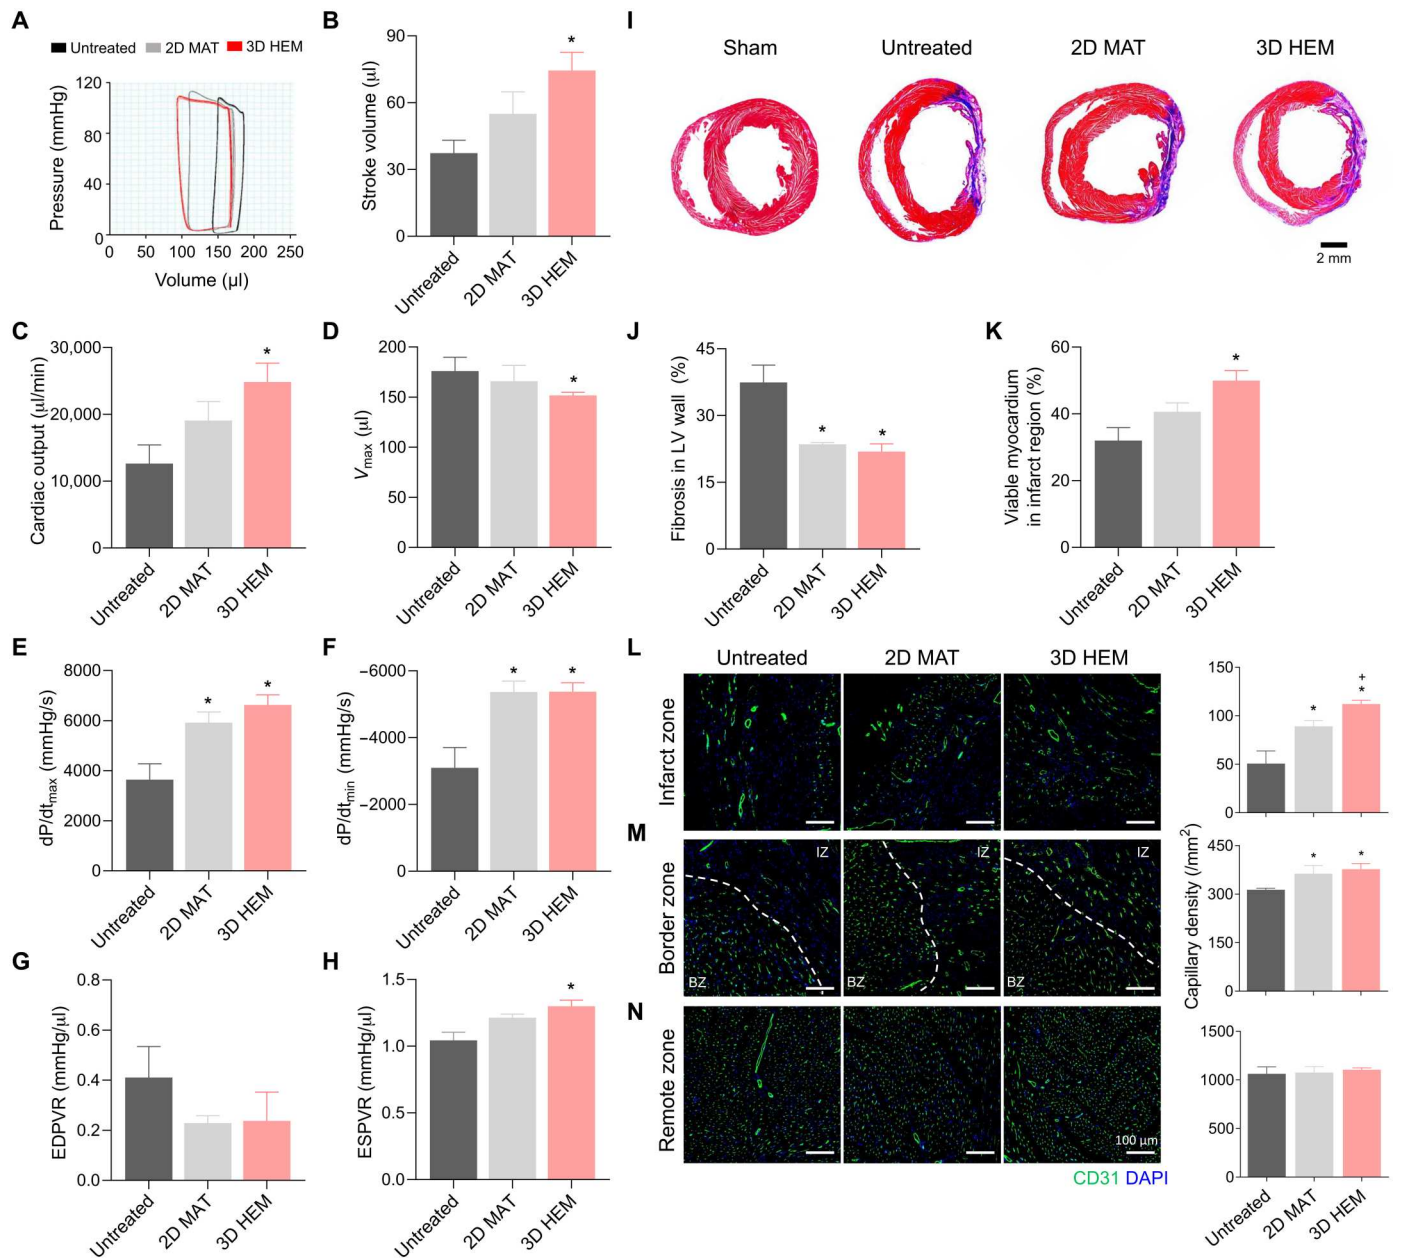 A
Untreated 2D MAT 3D HEM
Pressure (mmHg)
120
80
40
0
0 50 100 150 200 250
Volume (µl)
B
Stroke volume (µl)
90
60
30
0
Untreated
2D MAT
3D HEM
*
C
Cardiac output (µl/min)
30,000
20,000
10,000
0
Untreated
2D MAT
3D HEM
*
D
Vmax (µl)
200
150
100
50
0
Untreated
2D MAT
3D HEM
*
E
dP/dtmax (mmHg/s)
8000
6000
4000
2000
0
Untreated
2D MAT
3D HEM
*
*
F
dP/dtmin (mmHg/s)
−6000
−4000
−2000
0
Untreated
2D MAT
3D HEM
*
*
G
EDPVR (mmHg/µl)
0.8
0.6
0.4
0.2
0.0
Untreated
2D MAT
3D HEM
H
ESPVR (mmHg/µl)
1.5
1.0
0.5
0.0
Untreated
2D MAT
3D HEM
*
I
Sham Untreated 2D MAT 3D HEM
2 mm
J
Fibrosis in LV wall (%)
45
30
15
0
Untreated
2D MAT
3D HEM
*
*
K
Viable myocardium
in infarct region (%)
60
40
20
0
Untreated
2D MAT
3D HEM
*
L
Untreated 2D MAT 3D HEM
Infarct zone
150
100
50
0
*
+
*
M
Border zone
IZ
BZ
IZ
BZ
IZ
BZ
Capillary density (/mm2)
450
300
150
0
*
*
N
Remote zone
100 µm
CD31 DAPI
1500
1000
500
0
Untreated
2D MAT
3D HEM